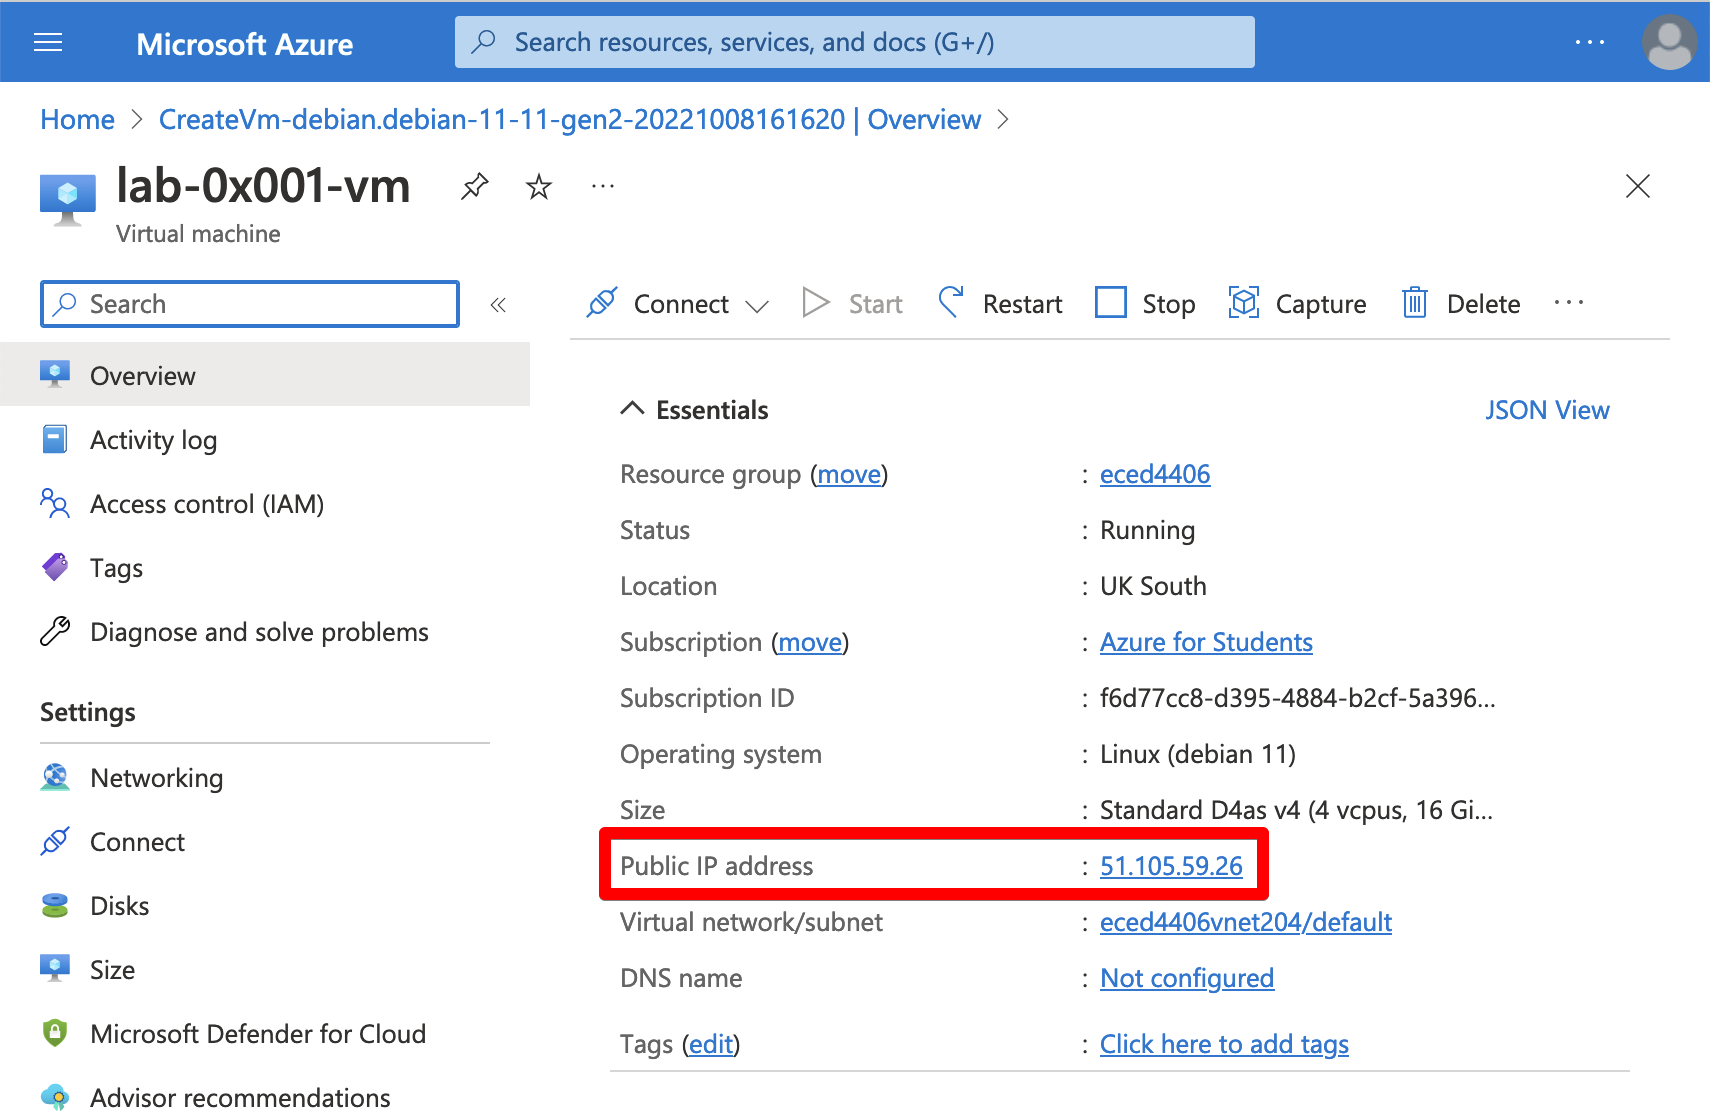 Microsoft Azure
Search resources, services, and docs (G+/)
Home > CreateVm-debian.debian-11-11-gen2-20221008161620 | Overview >
lab-0x001-vm
Virtual machine
Search
Connect Start Restart Stop Capture Delete
Overview
Activity log
Access control (IAM)
Tags
Diagnose and solve problems
Settings
Networking
Connect
Disks
Size
Microsoft Defender for Cloud
Advisor recommendations
Essentials JSON View
Resource group (move) : eced4406
Status : Running
Location : UK South
Subscription (move) : Azure for Students
Subscription ID : f6d77cc8-d395-4884-b2cf-5a396...
Operating system : Linux (debian 11)
Size : Standard D4as v4 (4 vcpus, 16 Gi...
Public IP address : 51.105.59.26
Virtual network/subnet : eced4406vnet204/default
DNS name : Not configured
Tags (edit) : Click here to add tags